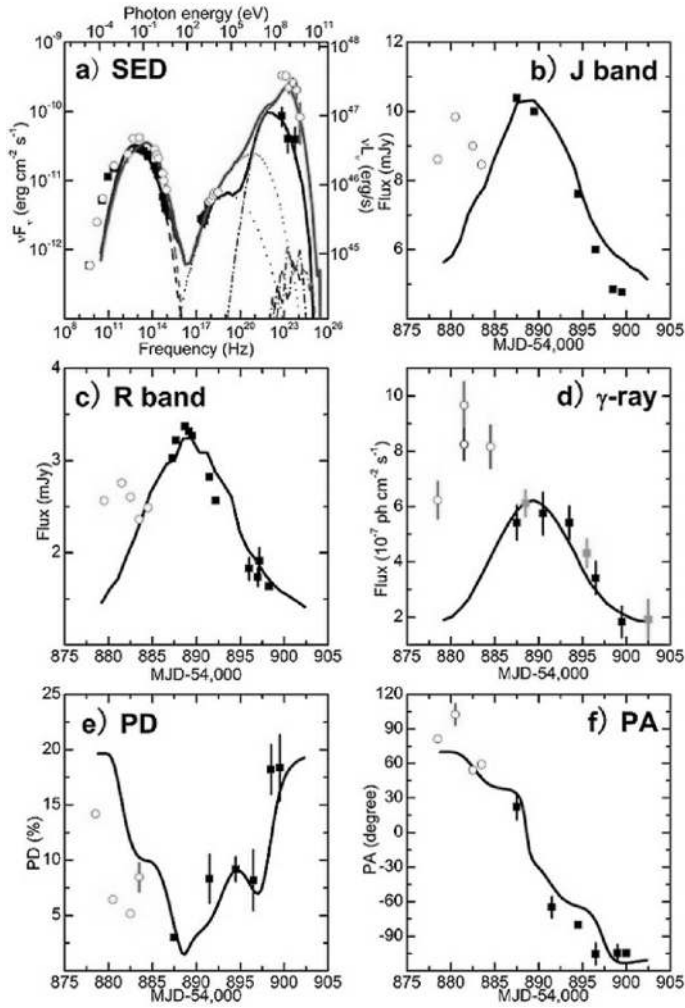 Photon energy (eV)
10⁻⁴ 10⁻¹ 10² 10⁵ 10⁸ 10¹¹
a) SED
νFν (erg cm⁻² s⁻¹)
10⁻⁹
10⁻¹⁰
10⁻¹¹
10⁻¹²
10⁴⁸
10⁴⁷
10⁴⁶
10⁴⁵
νLν (erg/s)
10⁸ 10¹¹ 10¹⁴ 10¹⁷ 10²⁰ 10²³ 10²⁶
Frequency (Hz)
b) J band
Flux (mJy)
12
10
8
6
4
875 880 885 890 895 900 905
MJD-54,000
c) R band
Flux (mJy)
4
3
2
1
875 880 885 890 895 900 905
MJD-54,000
d) γ-ray
Flux (10⁻⁷ ph cm⁻² s⁻¹)
10
8
6
4
2
875 880 885 890 895 900 905
MJD-54,000
e) PD
PD (%)
25
20
15
10
5
875 880 885 890 895 900 905
MJD-54,000
f) PA
PA (degree)
120
90
60
30
0
-30
-60
-90
875 880 885 890 895 900 905
MJD-54,000